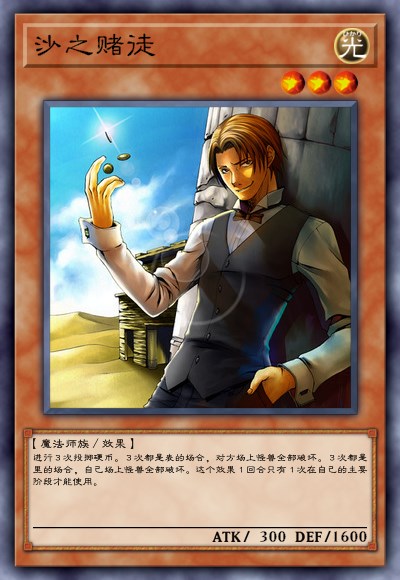 沙之赌徒
光
【魔法师族／效果】
进行３次投掷硬币。３次都是表的场合，对方场上怪兽全部破坏。３次都是
里的场合，自己场上怪兽全部破坏。这个效果１回合只有１次在自己的主要
阶段才能使用。
ATK/ 300 DEF/1600